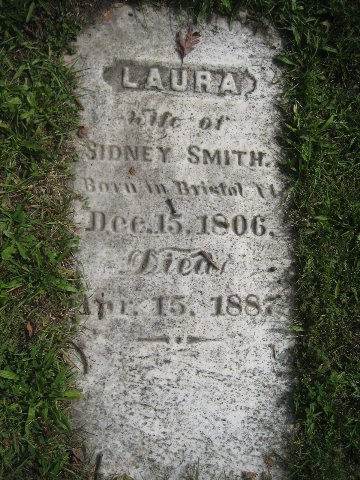 LAURA
Wife of
SIDNEY SMITH.
Born in Bristol Vt.
Dec. 15. 1806.
Died
Apr. 15. 1887.